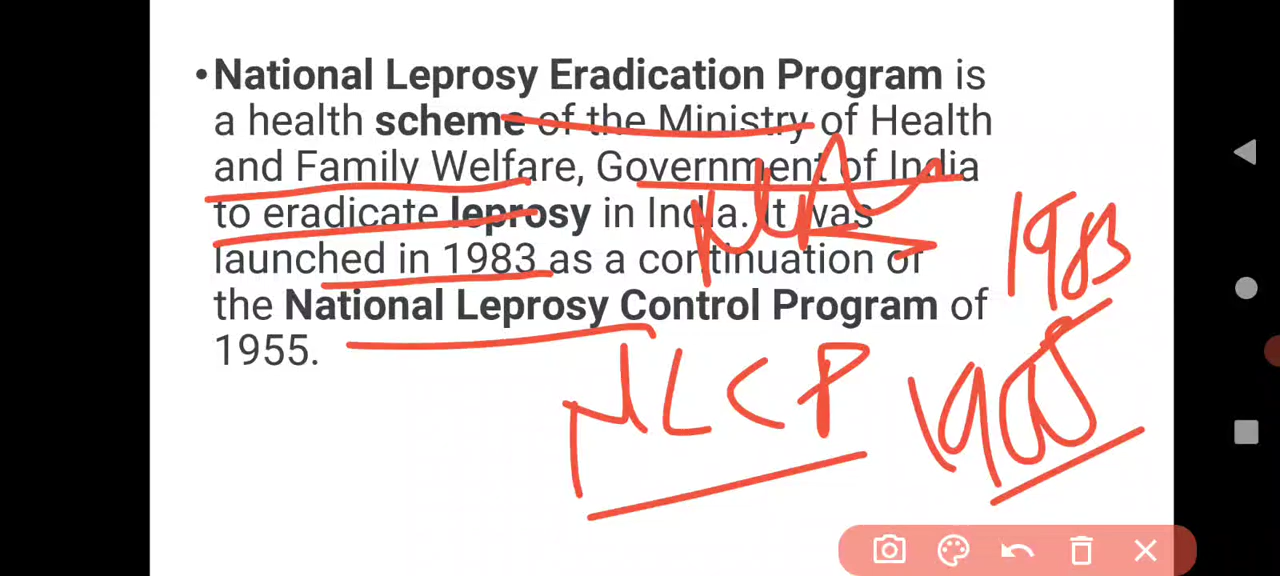 •National Leprosy Eradication Program is
a health scheme of the Ministry of Health
and Family Welfare, Government of India
to eradicate leprosy in India. It was
launched in 1983 as a continuation of
the National Leprosy Control Program of
1955.
1983
NLCP